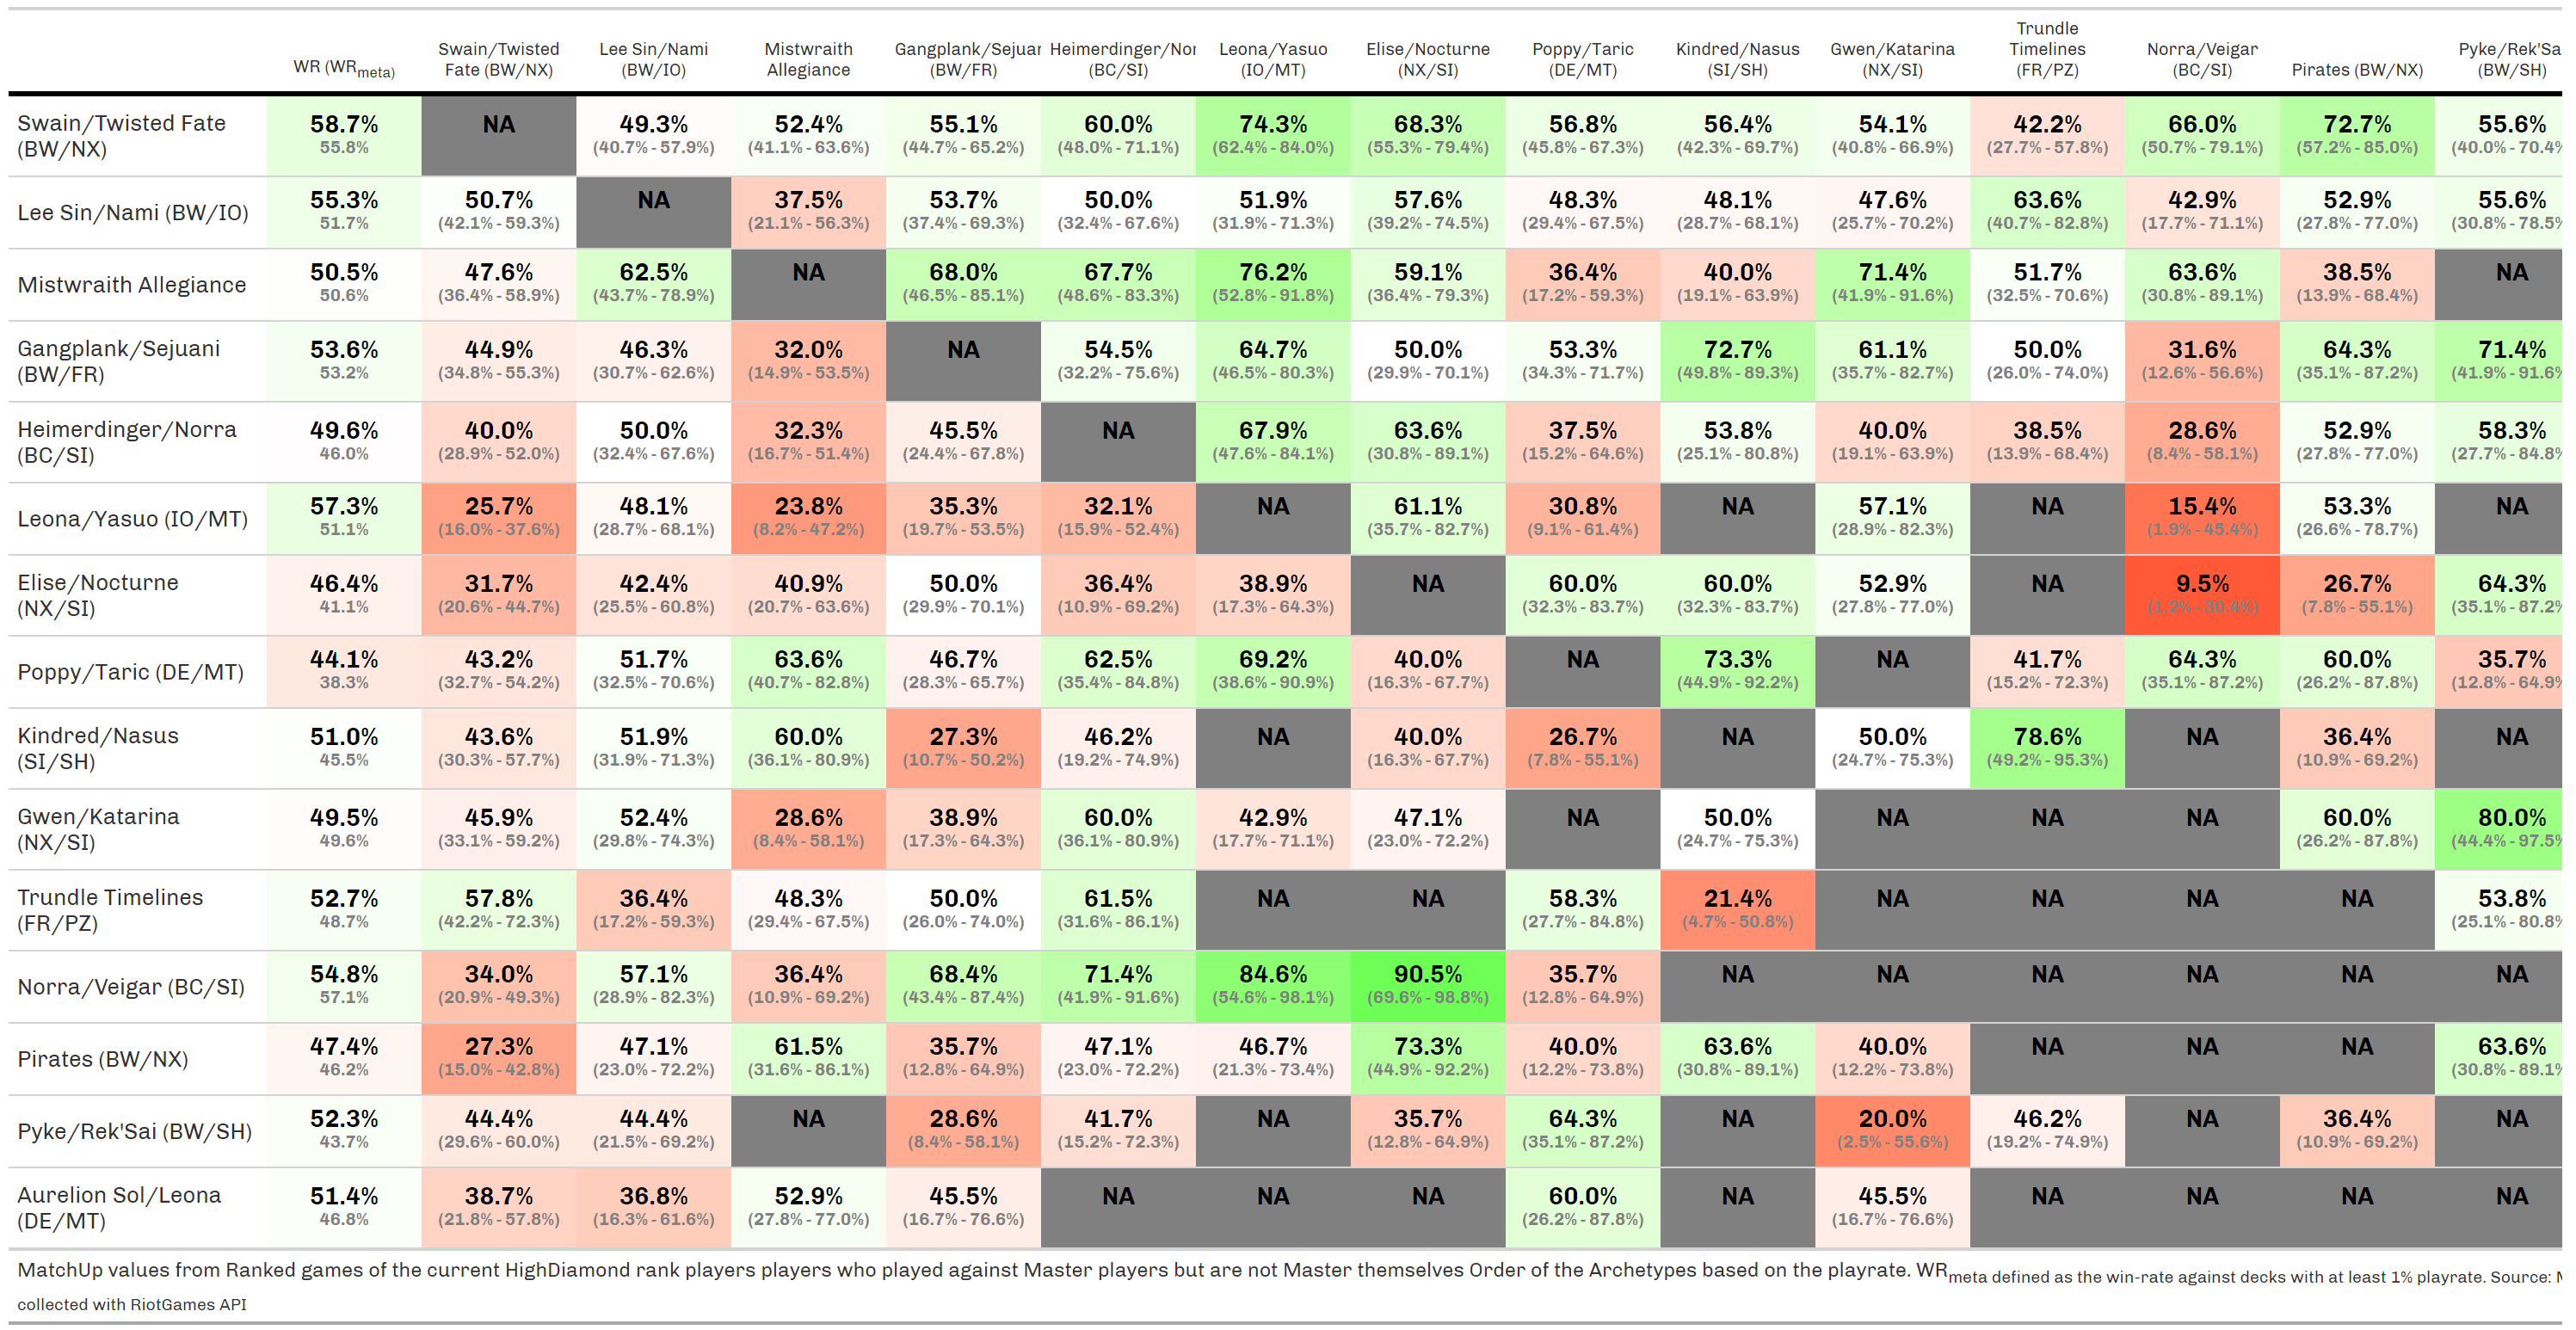 WR (WRmeta) Swain/Twisted Fate (BW/NX) Lee Sin/Nami (BW/IO) Mistwraith Allegiance Gangplank/Sejuar (BW/FR) Heimerdinger/Nor (BC/SI) Leona/Yasuo (IO/MT) Elise/Nocturne (NX/SI) Poppy/Taric (DE/MT) Kindred/Nasus (SI/SH) Gwen/Katarina (NX/SI) Trundle Timelines (FR/PZ) Norra/Veigar (BC/SI) Pirates (BW/NX) Pyke/Rek'Sa (BW/SH)
Swain/Twisted Fate 58.7% NA 49.3% 52.4% 55.1% 60.0% 74.3% 68.3% 56.8% 56.4% 54.1% 42.2% 66.0% 72.7% 55.6%
(BW/NX) 55.8% (40.7% - 57.9%) (41.1% - 63.6%) (44.7% - 65.2%) (48.0% - 71.1%) (62.4% - 84.0%) (55.3% - 79.4%) (45.8% - 67.3%) (42.3% - 69.7%) (40.8% - 66.9%) (27.7% - 57.8%) (50.7% - 79.1%) (57.2% - 85.0%) (40.0% - 70.4%
Lee Sin/Nami (BW/IO) 55.3% 50.7% NA 37.5% 53.7% 50.0% 51.9% 57.6% 48.3% 48.1% 47.6% 63.6% 42.9% 52.9% 55.6%
51.7% (42.1% - 59.3%) (21.1% - 56.3%) (37.4% - 69.3%) (32.4% - 67.6%) (31.9% - 71.3%) (39.2% - 74.5%) (29.4% - 67.5%) (28.7% - 68.1%) (25.7% - 70.2%) (40.7% - 82.8%) (17.7% - 71.1%) (27.8% - 77.0%) (30.8% - 78.5%
Mistwraith Allegiance 50.5% 47.6% 62.5% NA 68.0% 67.7% 76.2% 59.1% 36.4% 40.0% 71.4% 51.7% 63.6% 38.5% NA
50.6% (36.4% - 58.9%) (43.7% - 78.9%) (46.5% - 85.1%) (48.6% - 83.3%) (52.8% - 91.8%) (36.4% - 79.3%) (17.2% - 59.3%) (19.1% - 63.9%) (41.9% - 91.6%) (32.5% - 70.6%) (30.8% - 89.1%) (13.9% - 68.4%)
Gangplank/Sejuani 53.6% 44.9% 46.3% 32.0% NA 54.5% 64.7% 50.0% 53.3% 72.7% 61.1% 50.0% 31.6% 64.3% 71.4%
(BW/FR) 53.2% (34.8% - 55.3%) (30.7% - 62.6%) (14.9% - 53.5%) (32.2% - 75.6%) (46.5% - 80.3%) (29.9% - 70.1%) (34.3% - 71.7%) (49.8% - 89.3%) (35.7% - 82.7%) (26.0% - 74.0%) (12.6% - 56.6%) (35.1% - 87.2%) (41.9% - 91.6%
Heimerdinger/Norra 49.6% 40.0% 50.0% 32.3% 45.5% NA 67.9% 63.6% 37.5% 53.8% 40.0% 38.5% 28.6% 52.9% 58.3%
(BC/SI) 46.0% (28.9% - 52.0%) (32.4% - 67.6%) (16.7% - 51.4%) (24.4% - 67.8%) (47.6% - 84.1%) (30.8% - 89.1%) (15.2% - 64.6%) (25.1% - 80.8%) (19.1% - 63.9%) (13.9% - 68.4%) (8.4% - 58.1%) (27.8% - 77.0%) (27.7% - 84.8%
Leona/Yasuo (IO/MT) 57.3% 25.7% 48.1% 23.8% 35.3% 32.1% NA 61.1% 30.8% NA 57.1% NA 15.4% 53.3% NA
51.1% (16.0% - 37.6%) (28.7% - 68.1%) (8.2% - 47.2%) (19.7% - 53.5%) (15.9% - 52.4%) (35.7% - 82.7%) (9.1% - 61.4%) (28.9% - 82.3%) (1.9% - 45.4%) (26.6% - 78.7%)
Elise/Nocturne 46.4% 31.7% 42.4% 40.9% 50.0% 36.4% 38.9% NA 60.0% 60.0% 52.9% NA 9.5% 26.7% 64.3%
(NX/SI) 41.1% (20.6% - 44.7%) (25.5% - 60.8%) (20.7% - 63.6%) (29.9% - 70.1%) (10.9% - 69.2%) (17.3% - 64.3%) (32.3% - 83.7%) (32.3% - 83.7%) (27.8% - 77.0%) (1.2% - 30.4%) (7.8% - 55.1%) (35.1% - 87.2%
Poppy/Taric (DE/MT) 44.1% 43.2% 51.7% 63.6% 46.7% 62.5% 69.2% 40.0% NA 73.3% NA 41.7% 64.3% 60.0% 35.7%
38.3% (32.7% - 54.2%) (32.5% - 70.6%) (40.7% - 82.8%) (28.3% - 65.7%) (35.4% - 84.8%) (38.6% - 90.9%) (16.3% - 67.7%) (44.9% - 92.2%) (15.2% - 72.3%) (35.1% - 87.2%) (26.2% - 87.8%) (12.8% - 64.9%
Kindred/Nasus 51.0% 43.6% 51.9% 60.0% 27.3% 46.2% NA 40.0% 26.7% NA 50.0% 78.6% NA 36.4% NA
(SI/SH) 45.5% (30.3% - 57.7%) (31.9% - 71.3%) (36.1% - 80.9%) (10.7% - 50.2%) (19.2% - 74.9%) (16.3% - 67.7%) (7.8% - 55.1%) (24.7% - 75.3%) (49.2% - 95.3%) (10.9% - 69.2%)
Gwen/Katarina 49.5% 45.9% 52.4% 28.6% 38.9% 60.0% 42.9% 47.1% NA 50.0% NA NA NA 60.0% 80.0%
(NX/SI) 49.6% (33.1% - 59.2%) (29.8% - 74.3%) (8.4% - 58.1%) (17.3% - 64.3%) (36.1% - 80.9%) (17.7% - 71.1%) (23.0% - 72.2%) (24.7% - 75.3%) (26.2% - 87.8%) (44.4% - 97.5%
Trundle Timelines 52.7% 57.8% 36.4% 48.3% 50.0% 61.5% NA NA 58.3% 21.4% NA NA NA NA 53.8%
(FR/PZ) 48.7% (42.2% - 72.3%) (17.2% - 59.3%) (29.4% - 67.5%) (26.0% - 74.0%) (31.6% - 86.1%) (27.7% - 84.8%) (4.7% - 50.8%) (25.1% - 80.8%
Norra/Veigar (BC/SI) 54.8% 34.0% 57.1% 36.4% 68.4% 71.4% 84.6% 90.5% 35.7% NA NA NA NA NA NA
57.1% (20.9% - 49.3%) (28.9% - 82.3%) (10.9% - 69.2%) (43.4% - 87.4%) (41.9% - 91.6%) (54.6% - 98.1%) (69.6% - 98.8%) (12.8% - 64.9%)
Pirates (BW/NX) 47.4% 27.3% 47.1% 61.5% 35.7% 47.1% 46.7% 73.3% 40.0% 63.6% 40.0% NA NA NA 63.6%
46.2% (15.0% - 42.8%) (23.0% - 72.2%) (31.6% - 86.1%) (12.8% - 64.9%) (23.0% - 72.2%) (21.3% - 73.4%) (44.9% - 92.2%) (12.2% - 73.8%) (30.8% - 89.1%) (12.2% - 73.8%) (30.8% - 89.1%
Pyke/Rek'Sai (BW/SH) 52.3% 44.4% 44.4% NA 28.6% 41.7% NA 35.7% 64.3% NA 20.0% 46.2% NA 36.4% NA
43.7% (29.6% - 60.0%) (21.5% - 69.2%) (8.4% - 58.1%) (15.2% - 72.3%) (12.8% - 64.9%) (35.1% - 87.2%) (2.5% - 55.6%) (19.2% - 74.9%) (10.9% - 69.2%)
Aurelion Sol/Leona 51.4% 38.7% 36.8% 52.9% 45.5% NA NA NA 60.0% NA 45.5% NA NA NA NA
(DE/MT) 46.8% (21.8% - 57.8%) (16.3% - 61.6%) (27.8% - 77.0%) (16.7% - 76.6%) (26.2% - 87.8%) (16.7% - 76.6%)
MatchUp values from Ranked games of the current HighDiamond rank players players who played against Master players but are not Master themselves Order of the Archetypes based on the playrate. WRmeta defined as the win-rate against decks with at least 1% playrate. Source:
collected with RiotGames API